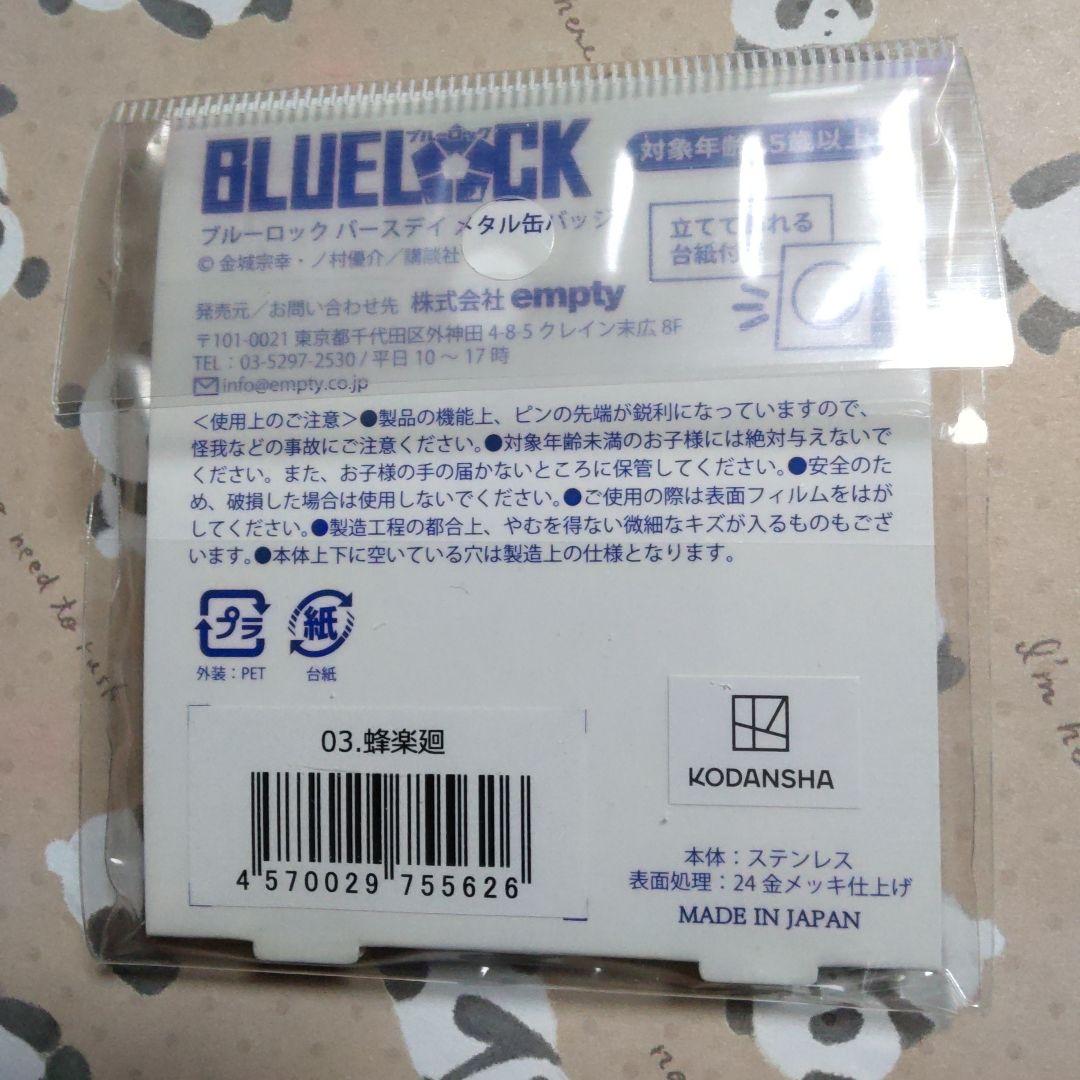 here
ブルーロック
BLUELOCK
対象年齢15歳以上
ブルーロック バースデイ メタル缶バッジ
立てて飾れる
台紙付
©金城宗幸・ノ村優介／講談社
発売元／お問い合わせ先 株式会社 empty
〒101-0021 東京都千代田区外神田 4-8-5 クレイン末広 8F
TEL：03-5297-2530 / 平日 10 〜 17 時
info@empty.co.jp
＜使用上のご注意＞●製品の機能上、ピンの先端が鋭利になっていますので、
怪我などの事故にご注意ください。●対象年齢未満のお子様には絶対与えないで
ください。また、お子様の手の届かないところに保管してください。●安全のた
め、破損した場合は使用しないでください。●ご使用の際は表面フィルムをはが
してください。●製造工程の都合上、やむを得ない微細なキズが入るものもござ
います。●本体上下に空いている穴は製造上の仕様となります。
need to rush
I'm
プラ
紙
外装：PET
台紙
03.蜂楽廻
4 570029 755626
KODANSHA
本体：ステンレス
表面処理：24 金メッキ仕上げ
MADE IN JAPAN